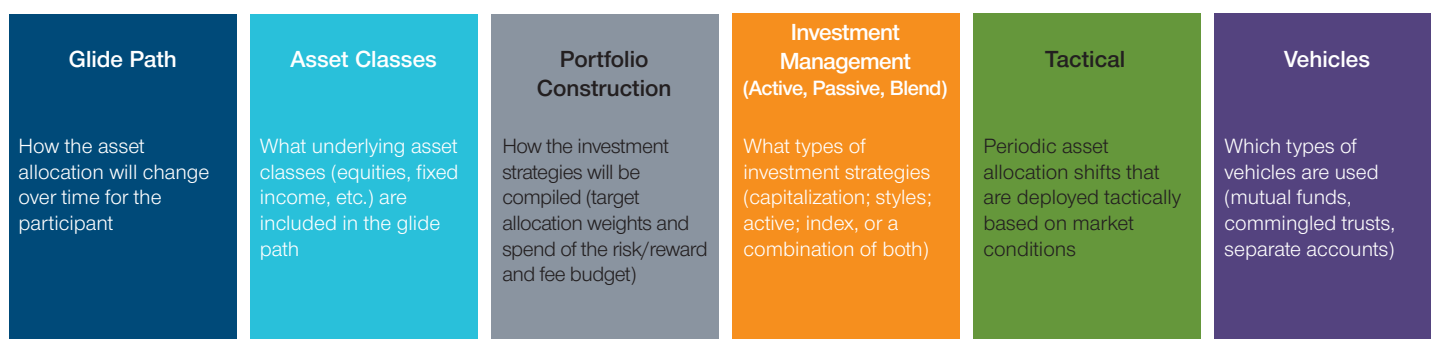 Glide Path
How the asset
allocation will change
over time for the
participant
Asset Classes
What underlying asset
classes (equities, fixed
income, etc.) are
included in the glide
path
Portfolio
Construction
How the investment
strategies will be
compiled (target
allocation weights and
spend of the risk/reward
and fee budget)
Investment
Management
(Active, Passive, Blend)
What types of
investment strategies
(capitalization; styles;
active; index, or a
combination of both)
Tactical
Periodic asset
allocation shifts that
are deployed tactically
based on market
conditions
Vehicles
Which types of
vehicles are used
(mutual funds,
commingled trusts,
separate accounts)